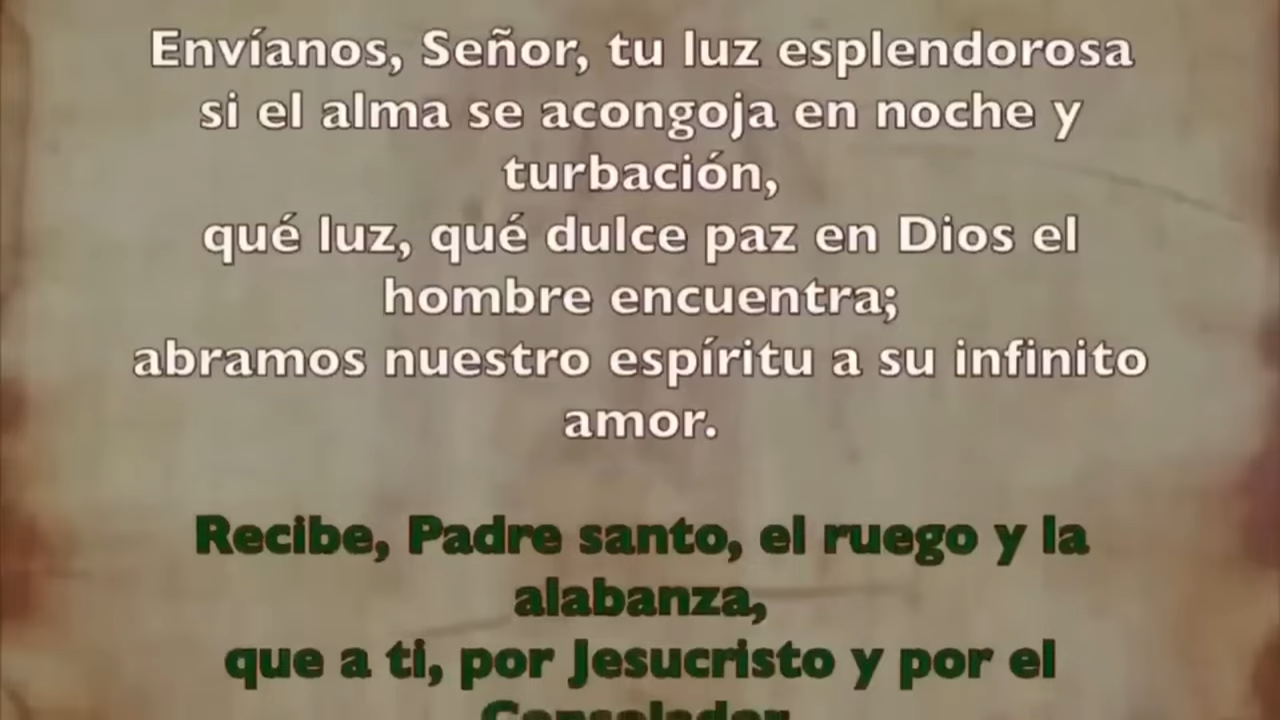 Envíanos, Señor, tu luz esplendorosa
si el alma se acongoja en noche y
turbación,
qué luz, qué dulce paz en Dios el
hombre encuentra;
abramos nuestro espíritu a su infinito
amor.
Recibe, Padre santo, el ruego y la
alabanza,
que a ti, por Jesucristo y por el